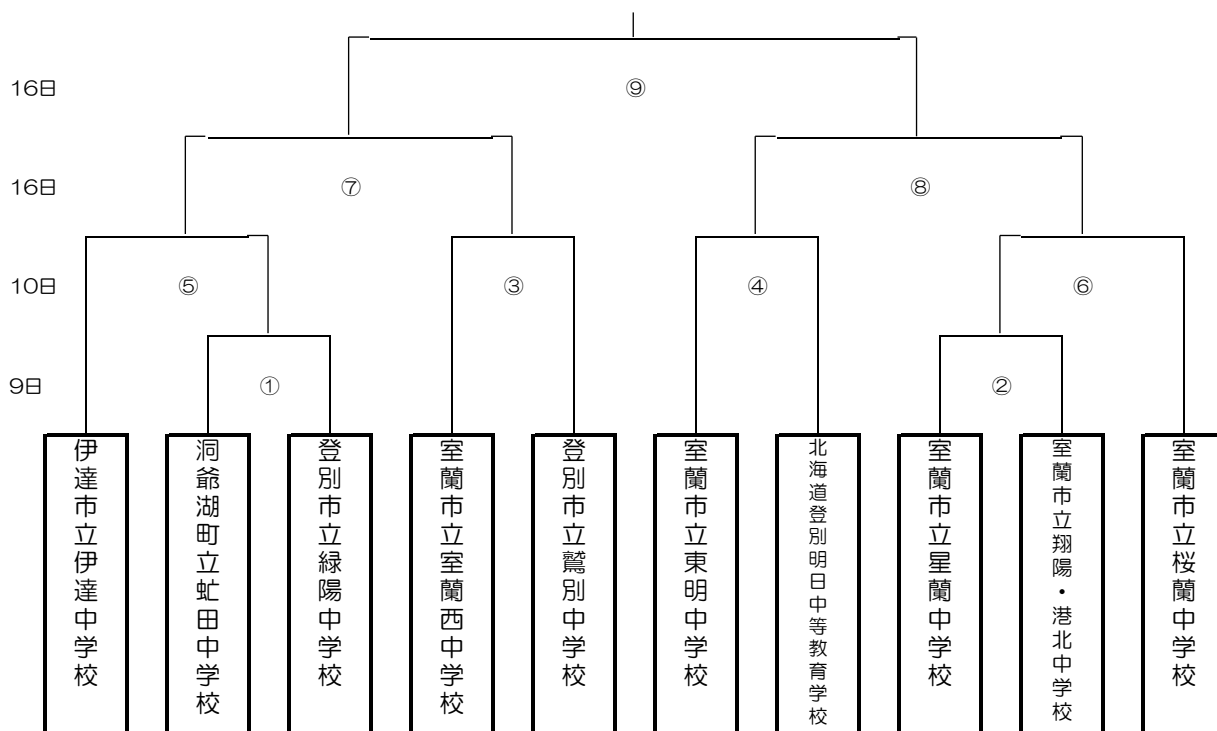 16日
⑨
16日
⑦
⑧
10日
⑤
③
④
⑥
9日
①
②
伊達市立伊達中学校
洞爺湖町立虻田中学校
登別市立緑陽中学校
室蘭市立室蘭西中学校
登別市立鷲別中学校
室蘭市立東明中学校
北海道登別明日中等教育学校
室蘭市立星蘭中学校
室蘭市立翔陽・港北中学校
室蘭市立桜蘭中学校